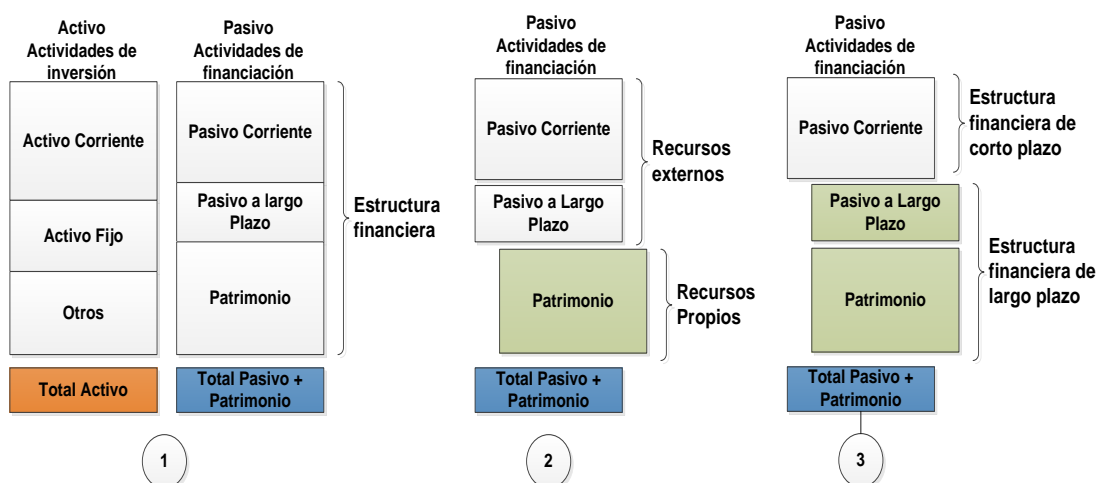 Activo
Actividades de
inversión
Activo Corriente
Activo Fijo
Otros
Total Activo
Pasivo
Actividades de
financiación
Pasivo Corriente
Pasivo a largo
Plazo
Patrimonio
Total Pasivo +
Patrimonio
Estructura
financiera
1
Pasivo
Actividades de
financiación
Pasivo Corriente
Pasivo a Largo
Plazo
Patrimonio
Total Pasivo +
Patrimonio
Recursos
externos
Recursos
Propios
2
Pasivo
Actividades de
financiación
Pasivo Corriente
Pasivo a Largo
Plazo
Patrimonio
Total Pasivo +
Patrimonio
Estructura
financiera de
corto plazo
Estructura
financiera de
largo plazo
3